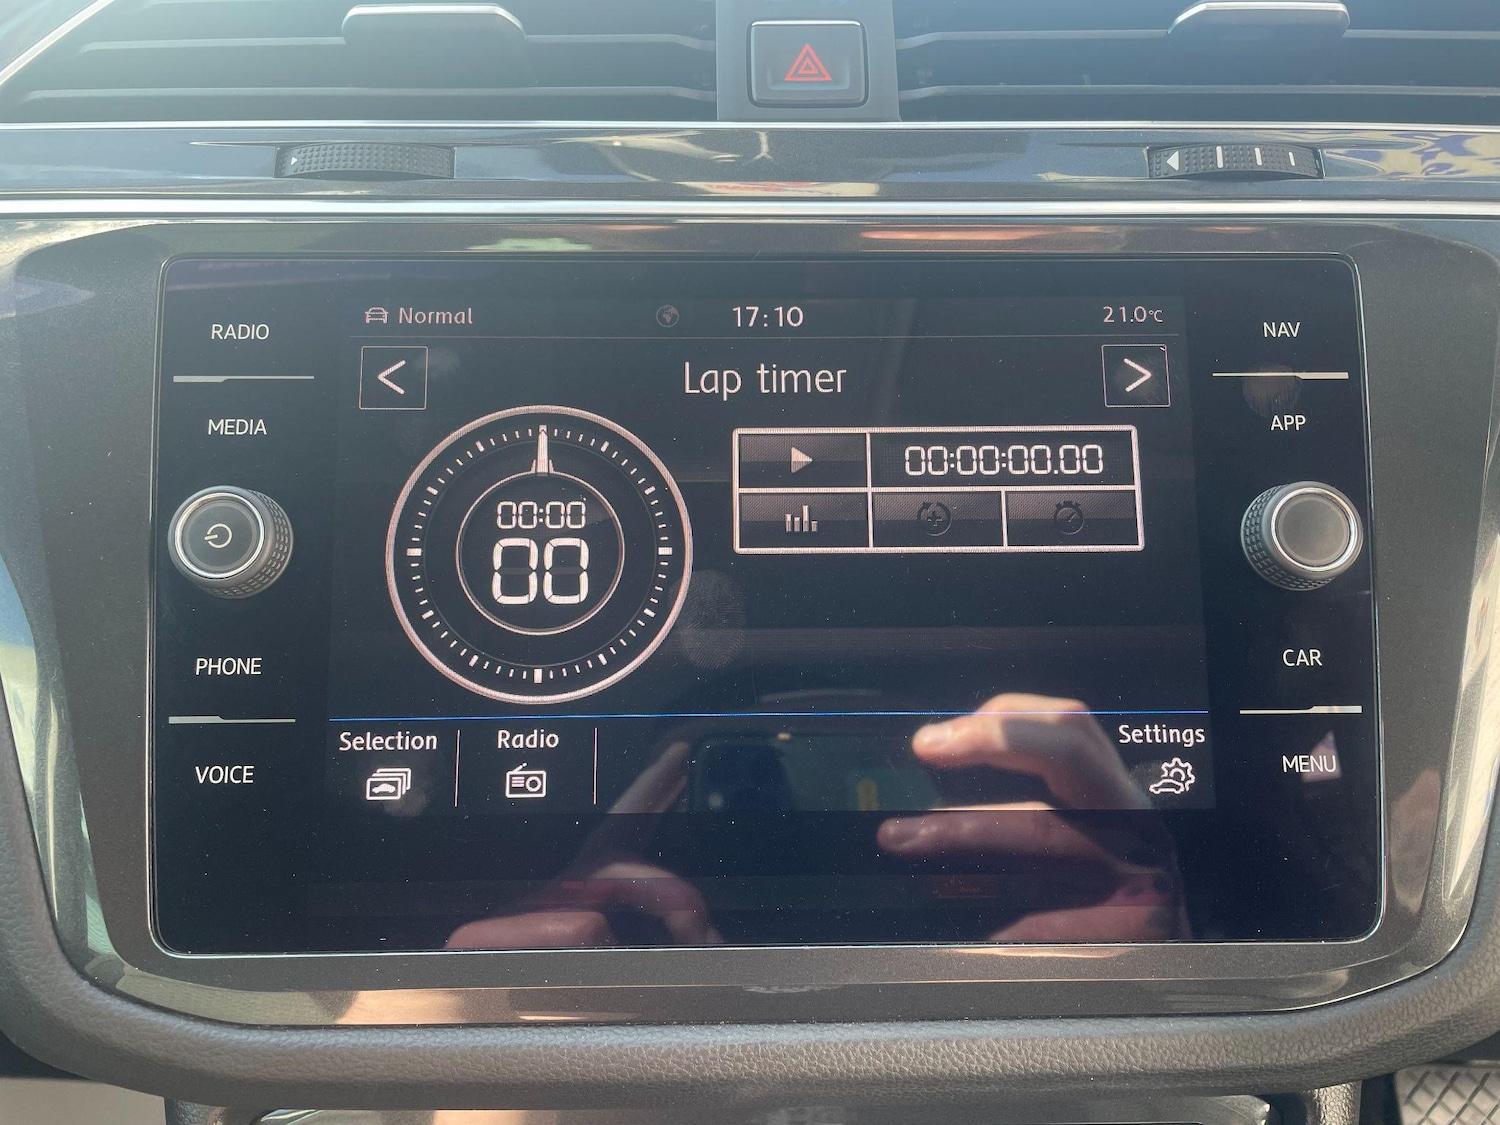 Normal 17:10 21.0°C
RADIO
NAV
< Lap timer >
MEDIA
APP
00:00:00.00
00:00
00
PHONE
CAR
Selection Radio Settings
VOICE
MENU